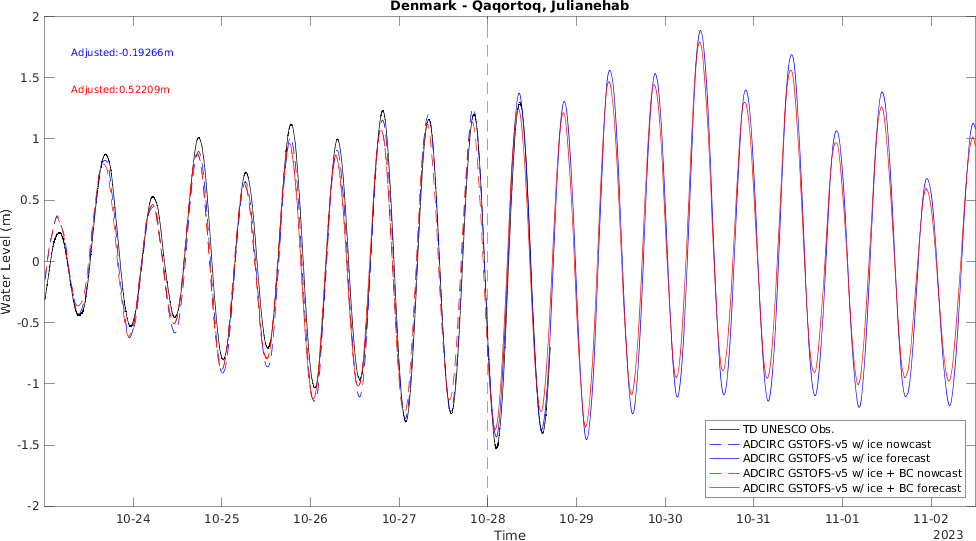 Denmark - Qaqortoq, Julianehab
Adjusted:-0.19266m
Adjusted:0.52209m
Water Level (m)
2
1.5
1
0.5
0
-0.5
-1
-1.5
-2
TD UNESCO Obs.
ADCIRC GSTOFS-v5 w/ ice nowcast
ADCIRC GSTOFS-v5 w/ ice forecast
ADCIRC GSTOFS-v5 w/ ice + BC nowcast
ADCIRC GSTOFS-v5 w/ ice + BC forecast
10-24 10-25 10-26 10-27 10-28 10-29 10-30 10-31 11-01 11-02
Time
2023